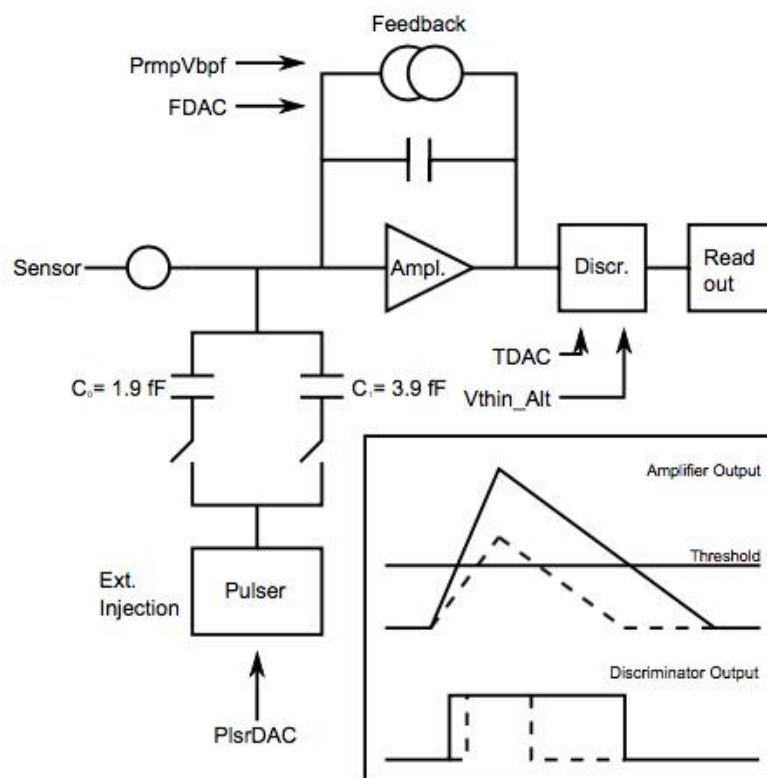 Feedback
PrmpVbpf
FDAC
Sensor
Ampl.
Discr.
Read
out
TDAC
Vthin_Alt
C₀= 1.9 fF
C₁= 3.9 fF
Ext.
Injection
Pulser
PlsrDAC
Amplifier Output
Threshold
Discriminator Output